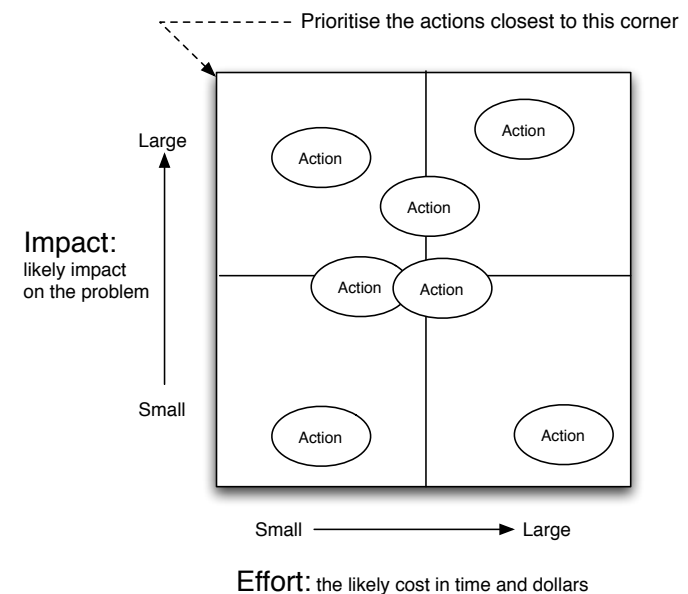 Prioritise the actions closest to this corner
Large
Action
Action
Action
Impact:
likely impact
on the problem
Action
Action
Small
Action
Action
Small
Large
Effort: the likely cost in time and dollars